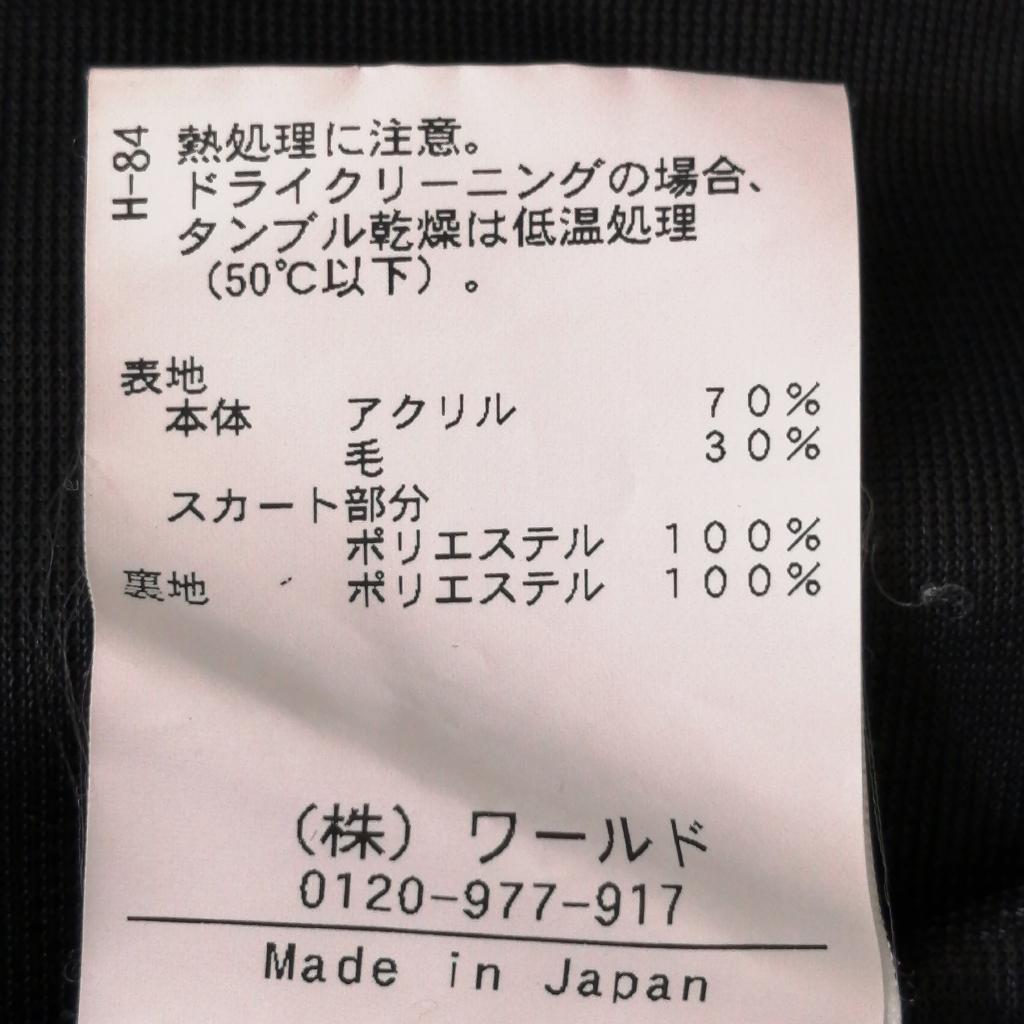 H-84
熱処理に注意。
ドライクリーニングの場合、
タンブル乾燥は低温処理
(50℃以下)。
表地
本体 アクリル 70%
毛 30%
スカート部分
ポリエステル 100%
裏地 ポリエステル 100%
(株) ワールド
0120-977-917
Made in Japan